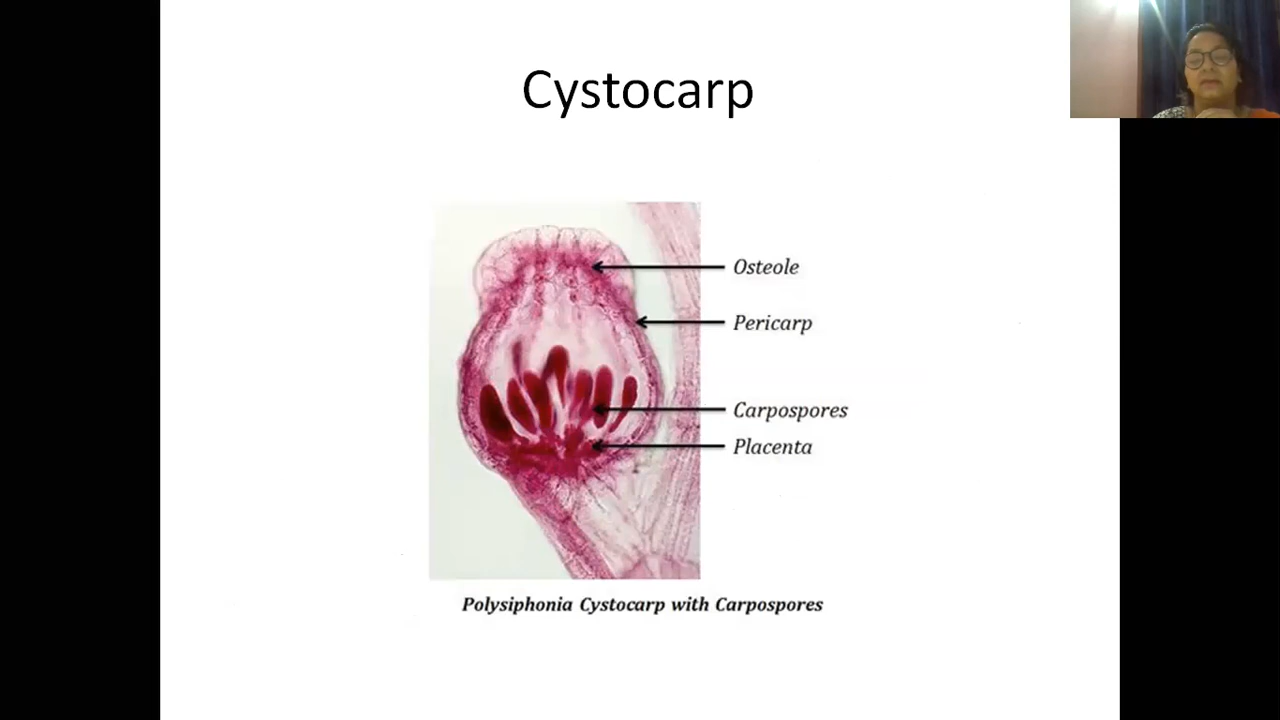 Cystocarp
Osteole
Pericarp
Carpospores
Placenta
Polysiphonia Cystocarp with Carpospores